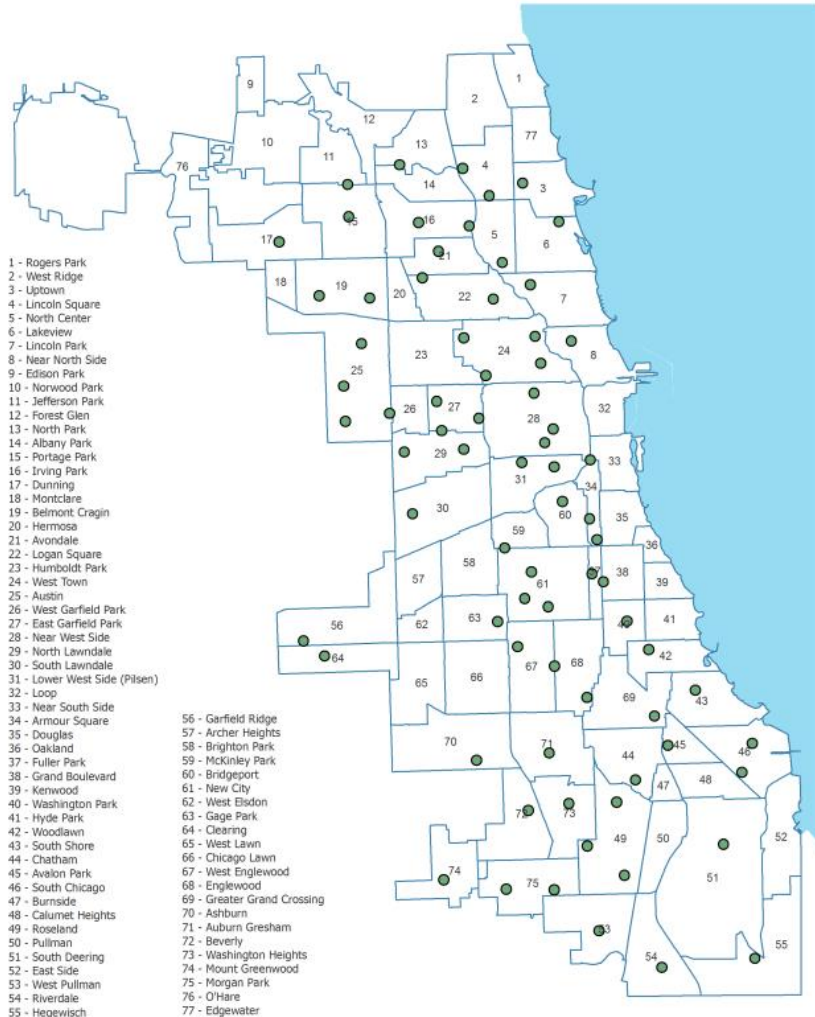 1
9
2
12
77
10
13
11
76
4
14
3
15
16
5
17
6
21
18
19
20
22
7
24
8
23
25
26
27
32
28
33
29
31
34
30
60
35
59
36
58
57
37
38
39
61
63
40
41
62
56
64
42
67
68
65
66
69
43
70
71
44
45
46
47
48
72
73
49
50
52
74
75
51
53
54
55
1 - Rogers Park
2 - West Ridge
3 - Uptown
4 - Lincoln Square
5 - North Center
6 - Lakeview
7 - Lincoln Park
8 - Near North Side
9 - Edison Park
10 - Norwood Park
11 - Jefferson Park
12 - Forest Glen
13 - North Park
14 - Albany Park
15 - Portage Park
16 - Irving Park
17 - Dunning
18 - Montclare
19 - Belmont Cragin
20 - Hermosa
21 - Avondale
22 - Logan Square
23 - Humboldt Park
24 - West Town
25 - Austin
26 - West Garfield Park
27 - East Garfield Park
28 - Near West Side
29 - North Lawndale
30 - South Lawndale
31 - Lower West Side (Pilsen)
32 - Loop
33 - Near South Side
34 - Armour Square
35 - Douglas
36 - Oakland
37 - Fuller Park
38 - Grand Boulevard
39 - Kenwood
40 - Washington Park
41 - Hyde Park
42 - Woodlawn
43 - South Shore
44 - Chatham
45 - Avalon Park
46 - South Chicago
47 - Burnside
48 - Calumet Heights
49 - Roseland
50 - Pullman
51 - South Deering
52 - East Side
53 - West Pullman
54 - Riverdale
55 - Hegewisch
56 - Garfield Ridge
57 - Archer Heights
58 - Brighton Park
59 - McKinley Park
60 - Bridgeport
61 - New City
62 - West Elsdon
63 - Gage Park
64 - Clearing
65 - West Lawn
66 - Chicago Lawn
67 - West Englewood
68 - Englewood
69 - Greater Grand Crossing
70 - Ashburn
71 - Auburn Gresham
72 - Beverly
73 - Washington Heights
74 - Mount Greenwood
75 - Morgan Park
76 - O'Hare
77 - Edgewater